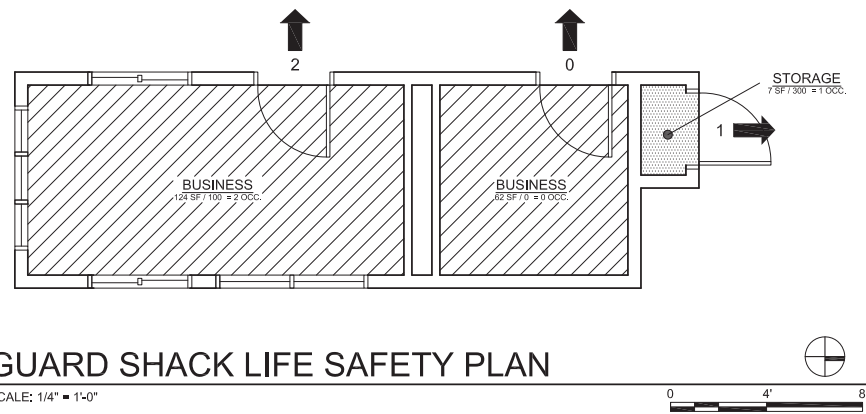 2
0
STORAGE
7 SF / 300 = 1 OCC.
1
BUSINESS
124 SF / 100 = 2 OCC.
BUSINESS
62 SF / 0 = 0 OCC.
GUARD SHACK LIFE SAFETY PLAN
CALE: 1/4" = 1'-0"
0 4' 8